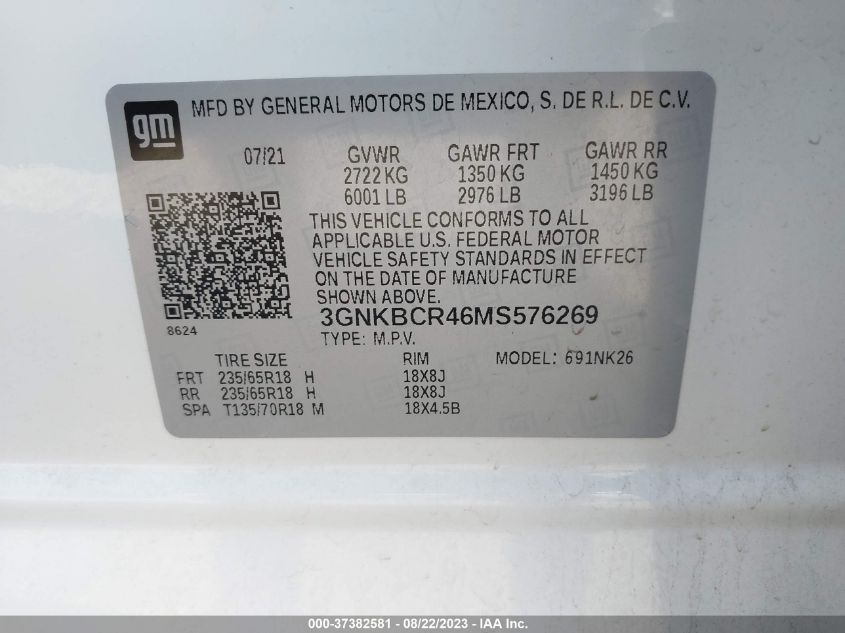 gm
MFD BY GENERAL MOTORS DE MEXICO, S. DE R.L. DE C.V.
07/21 GVWR GAWR FRT GAWR RR
2722 KG 1350 KG 1450 KG
6001 LB 2976 LB 3196 LB
THIS VEHICLE CONFORMS TO ALL
APPLICABLE U.S. FEDERAL MOTOR
VEHICLE SAFETY STANDARDS IN EFFECT
ON THE DATE OF MANUFACTURE
SHOWN ABOVE.
3GNKBCR46MS576269
8624
TYPE: M.P.V.
TIRE SIZE RIM MODEL: 691NK26
FRT 235/65R18 H 18X8J
RR 235/65R18 H 18X8J
SPA T135/70R18 M 18X4.5B
000-37382581 - 08/22/2023 - IAA Inc.